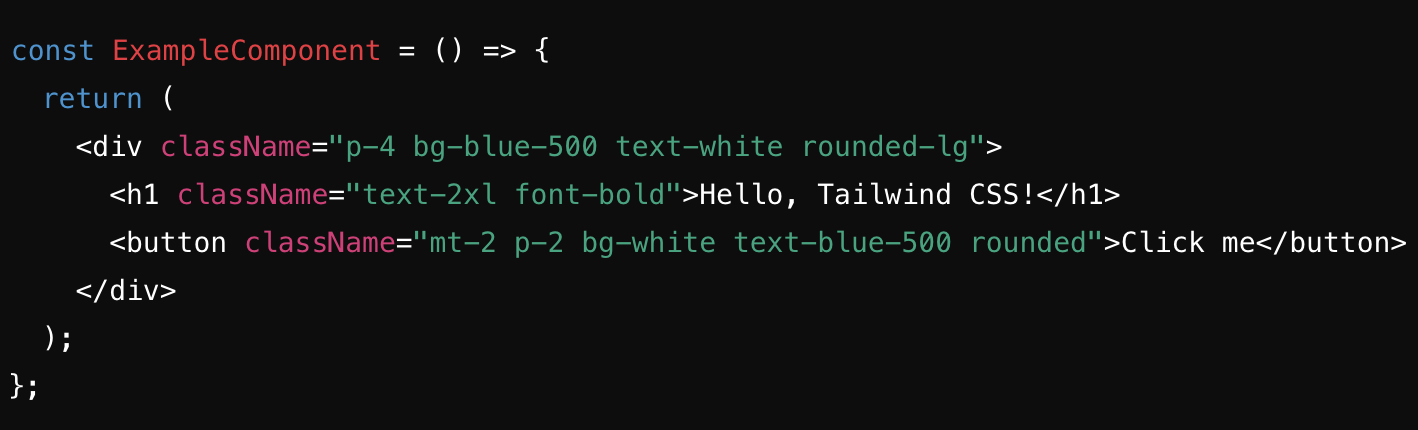 const ExampleComponent = () => {
  return (
    <div className="p-4 bg-blue-500 text-white rounded-lg">
      <h1 className="text-2xl font-bold">Hello, Tailwind CSS!</h1>
      <button className="mt-2 p-2 bg-white text-blue-500 rounded">Click me</button>
    </div>
  );
};